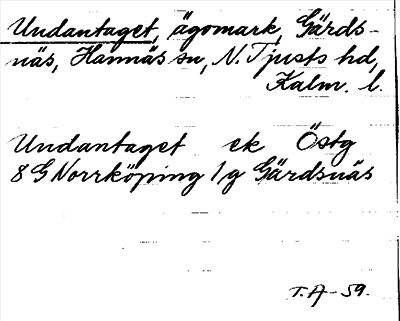 Undantaget, ägomark, Gärds-
näs, Hannäs sn, N. Tjusts hd,
Kalm. l.
Undantaget ek Östg
8 G Norrköping 1/g Gärdsnäs
T.A - 59.